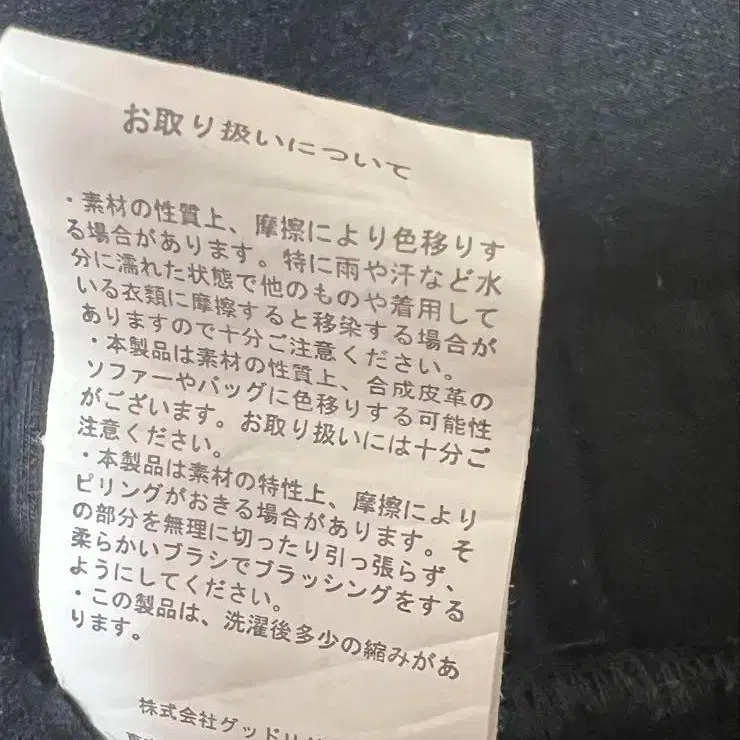 お取り扱いについて
・素材の性質上、摩擦により色移りす
る場合があります。特に雨や汗など水
分に濡れた状態で他のものや着用して
いる衣類に摩擦すると移染する場合が
ありますので十分ご注意ください。
・本製品は素材の性質上、合成皮革の
ソファーやバッグに色移りする可能性
がございます。お取り扱いには十分ご
注意ください。
・本製品は素材の特性上、摩擦により
ピリングがおきる場合があります。そ
の部分を無理に切ったり引っ張らず、
柔らかいブラシでブラッシングをする
ようにしてください。
・この製品は、洗濯後多少の縮みがあ
ります。
株式会社グッドリ